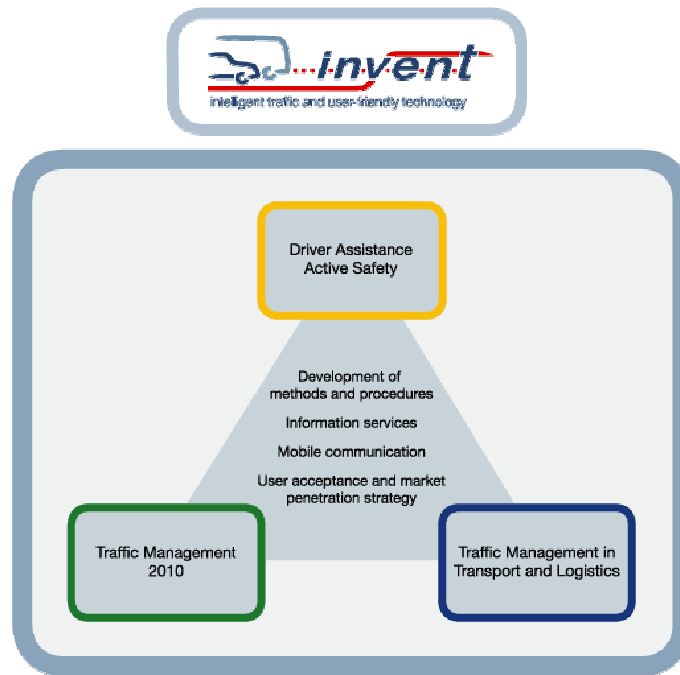 invent
intelligent traffic and user-friendly technology
Driver Assistance
Active Safety
Development of
methods and procedures
Information services
Mobile communication
User acceptance and market
penetration strategy
Traffic Management
2010
Traffic Management in
Transport and Logistics